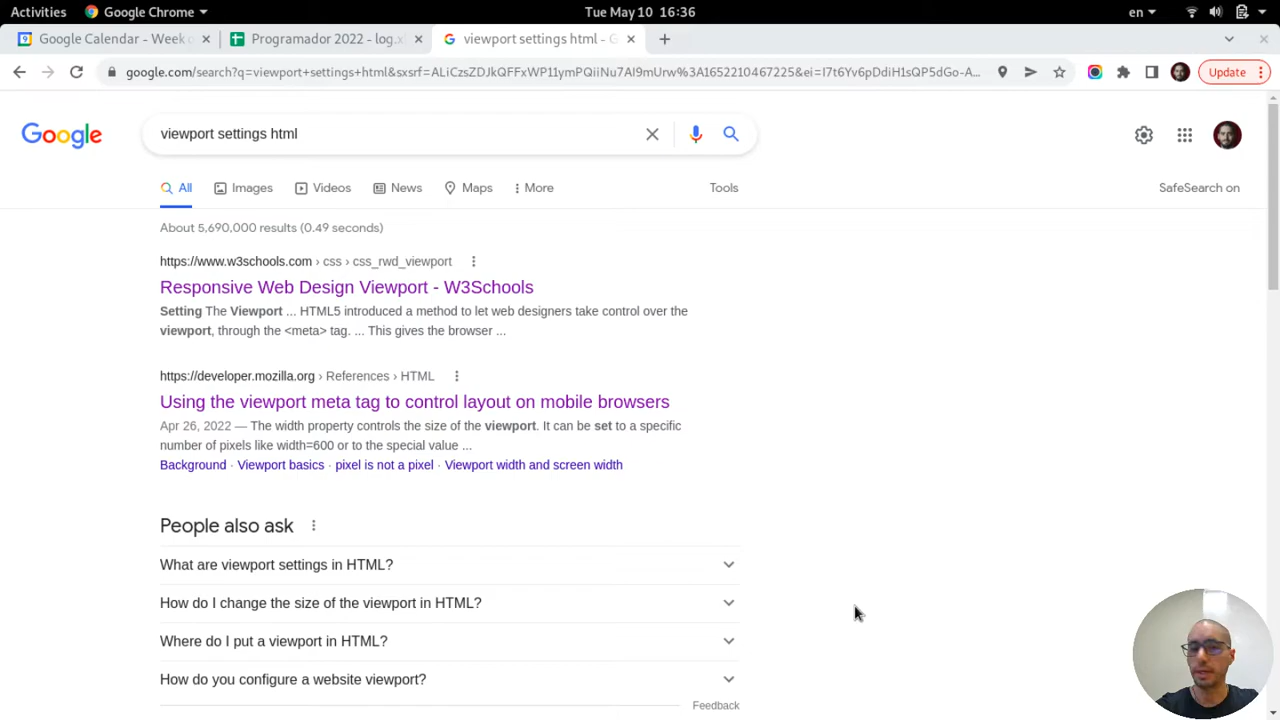 Activities Google Chrome Tue May 10 16:36 en
Google Calendar - Week o Programador 2022 - log.x viewport settings html - G
google.com/search?q=viewport+settings+html&sxsrf=ALiCzsZDJkQFFxWP11ymPQiiNu7AI9mUrw%3A1652210467225&ei=I7t6Yv6pDdiH1sQP5dGo-A... Update
Google viewport settings html
All Images Videos News Maps More Tools SafeSearch on
About 5,690,000 results (0.49 seconds)
https://www.w3schools.com › css › css_rwd_viewport
Responsive Web Design Viewport - W3Schools
Setting The Viewport ... HTML5 introduced a method to let web designers take control over the
viewport, through the <meta> tag. ... This gives the browser ...
https://developer.mozilla.org › References › HTML
Using the viewport meta tag to control layout on mobile browsers
Apr 26, 2022 — The width property controls the size of the viewport. It can be set to a specific
number of pixels like width=600 or to the special value ...
Background · Viewport basics · pixel is not a pixel · Viewport width and screen width
People also ask
What are viewport settings in HTML?
How do I change the size of the viewport in HTML?
Where do I put a viewport in HTML?
How do you configure a website viewport?
Feedback